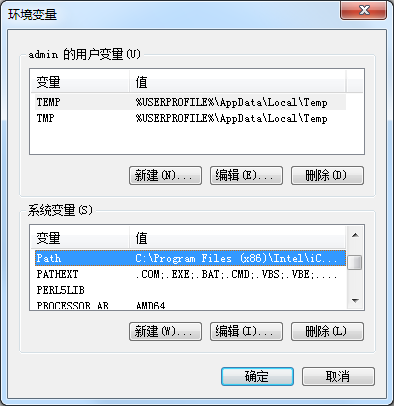 环境变量
admin 的用户变量(U)
变量 值
TEMP %USERPROFILE%\AppData\Local\Temp
TMP %USERPROFILE%\AppData\Local\Temp
新建(N)... 编辑(E)... 删除(D)
系统变量(S)
变量 值
Path C:\Program Files (x86)\Intel\iC...
PATHEXT .COM;.EXE;.BAT;.CMD;.VBS;.VBE;....
PERL5LIB
PROCESSOR_AR AMD64
新建(W)... 编辑(I)... 删除(L)
确定 取消